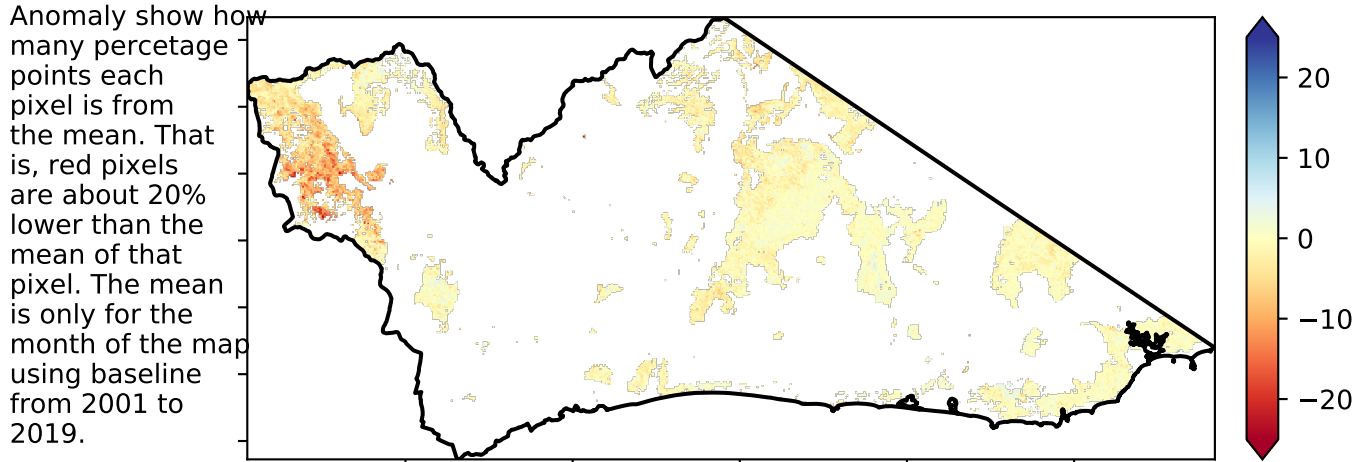 Anomaly show how
many percetage
points each
pixel is from
the mean. That
is, red pixels
are about 20%
lower than the
mean of that
pixel. The mean
is only for the
month of the map
using baseline
from 2001 to
2019.
20
10
0
−10
−20